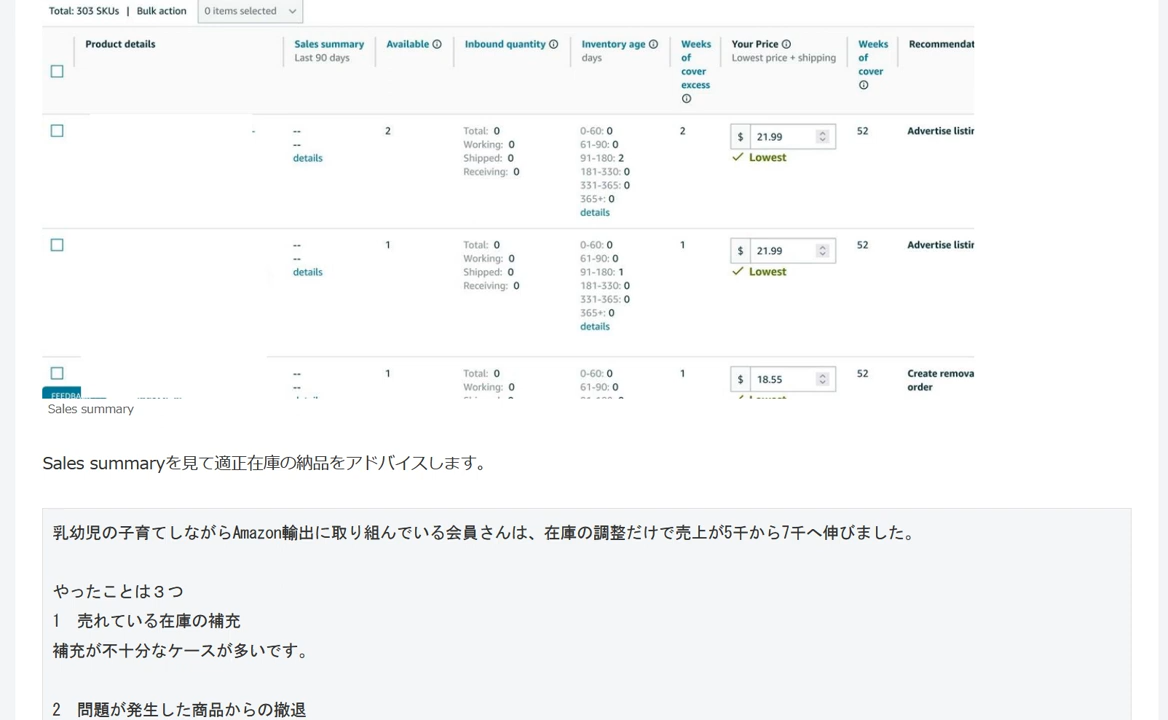 Total: 303 SKUs | Bulk action 0 items selected
Product details
Sales summary
Last 90 days
Available
Inbound quantity
Inventory age
days
Weeks
of
cover
excess
Your Price
Lowest price + shipping
Weeks
of
cover
Recommendat
--
--
details
2
Total: 0
Working: 0
Shipped: 0
Receiving: 0
0-60: 0
61-90: 0
91-180: 2
181-330: 0
331-365: 0
365+: 0
details
2
$ 21.99
Lowest
52
Advertise listin
--
--
details
1
Total: 0
Working: 0
Shipped: 0
Receiving: 0
0-60: 0
61-90: 0
91-180: 1
181-330: 0
331-365: 0
365+: 0
details
1
$ 21.99
Lowest
52
Advertise listin
--
--
1
Total: 0
Working: 0
0-60: 0
61-90: 0
1
$ 18.55
52
Create remova
order
FEEDBA
Sales summary
Sales summaryを見て適正在庫の納品をアドバイスします。
乳幼児の子育てしながらAmazon輸出に取り組んでいる会員さんは、在庫の調整だけで売上が5千から7千へ伸びました。
やったことは３つ
1　売れている在庫の補充
補充が不十分なケースが多いです。
2　問題が発生した商品からの撤退